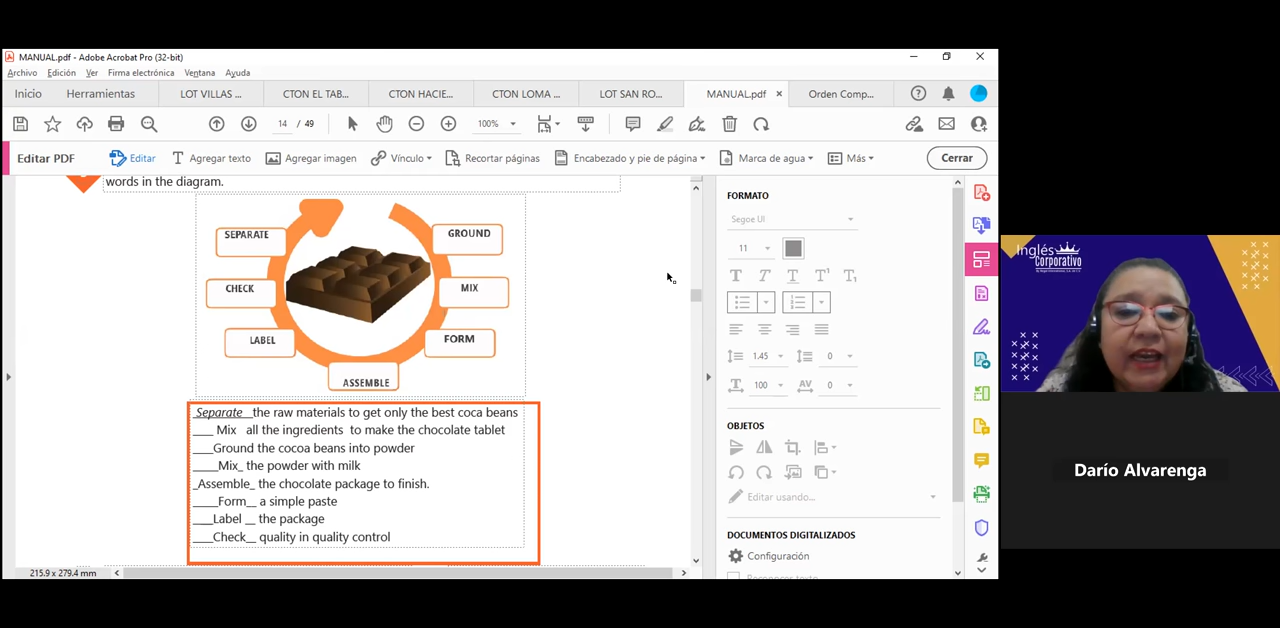 MANUAL.pdf - Adobe Acrobat Pro (32-bit)
Archivo Edición Ver Firma electrónica Ventana Ayuda
Inicio Herramientas LOT VILLAS ... CTON EL TAB... CTON HACIE... CTON LOMA ... LOT SAN RO... MANUAL.pdf × Orden Comp...
14 / 49 100%
Editar PDF Editar Agregar texto Agregar imagen Vínculo Recortar páginas Encabezado y pie de página Marca de agua Más Cerrar
words in the diagram.
SEPARATE
GROUND
CHECK
MIX
LABEL
FORM
ASSEMBLE
_Separate__the raw materials to get only the best coca beans
____ Mix all the ingredients to make the chocolate tablet
____Ground the cocoa beans into powder
_____Mix_ the powder with milk
_Assemble_ the chocolate package to finish.
_____Form__ a simple paste
____Label __ the package
____Check__ quality in quality control
215.9 x 279.4 mm
FORMATO
Segoe UI
11
T T T T¹ T₁
1.45 0
100 AV 0
OBJETOS
Editar usando...
DOCUMENTOS DIGITALIZADOS
Configuración
Reconocer texto
Inglés
Corporativo
Darío Alvarenga